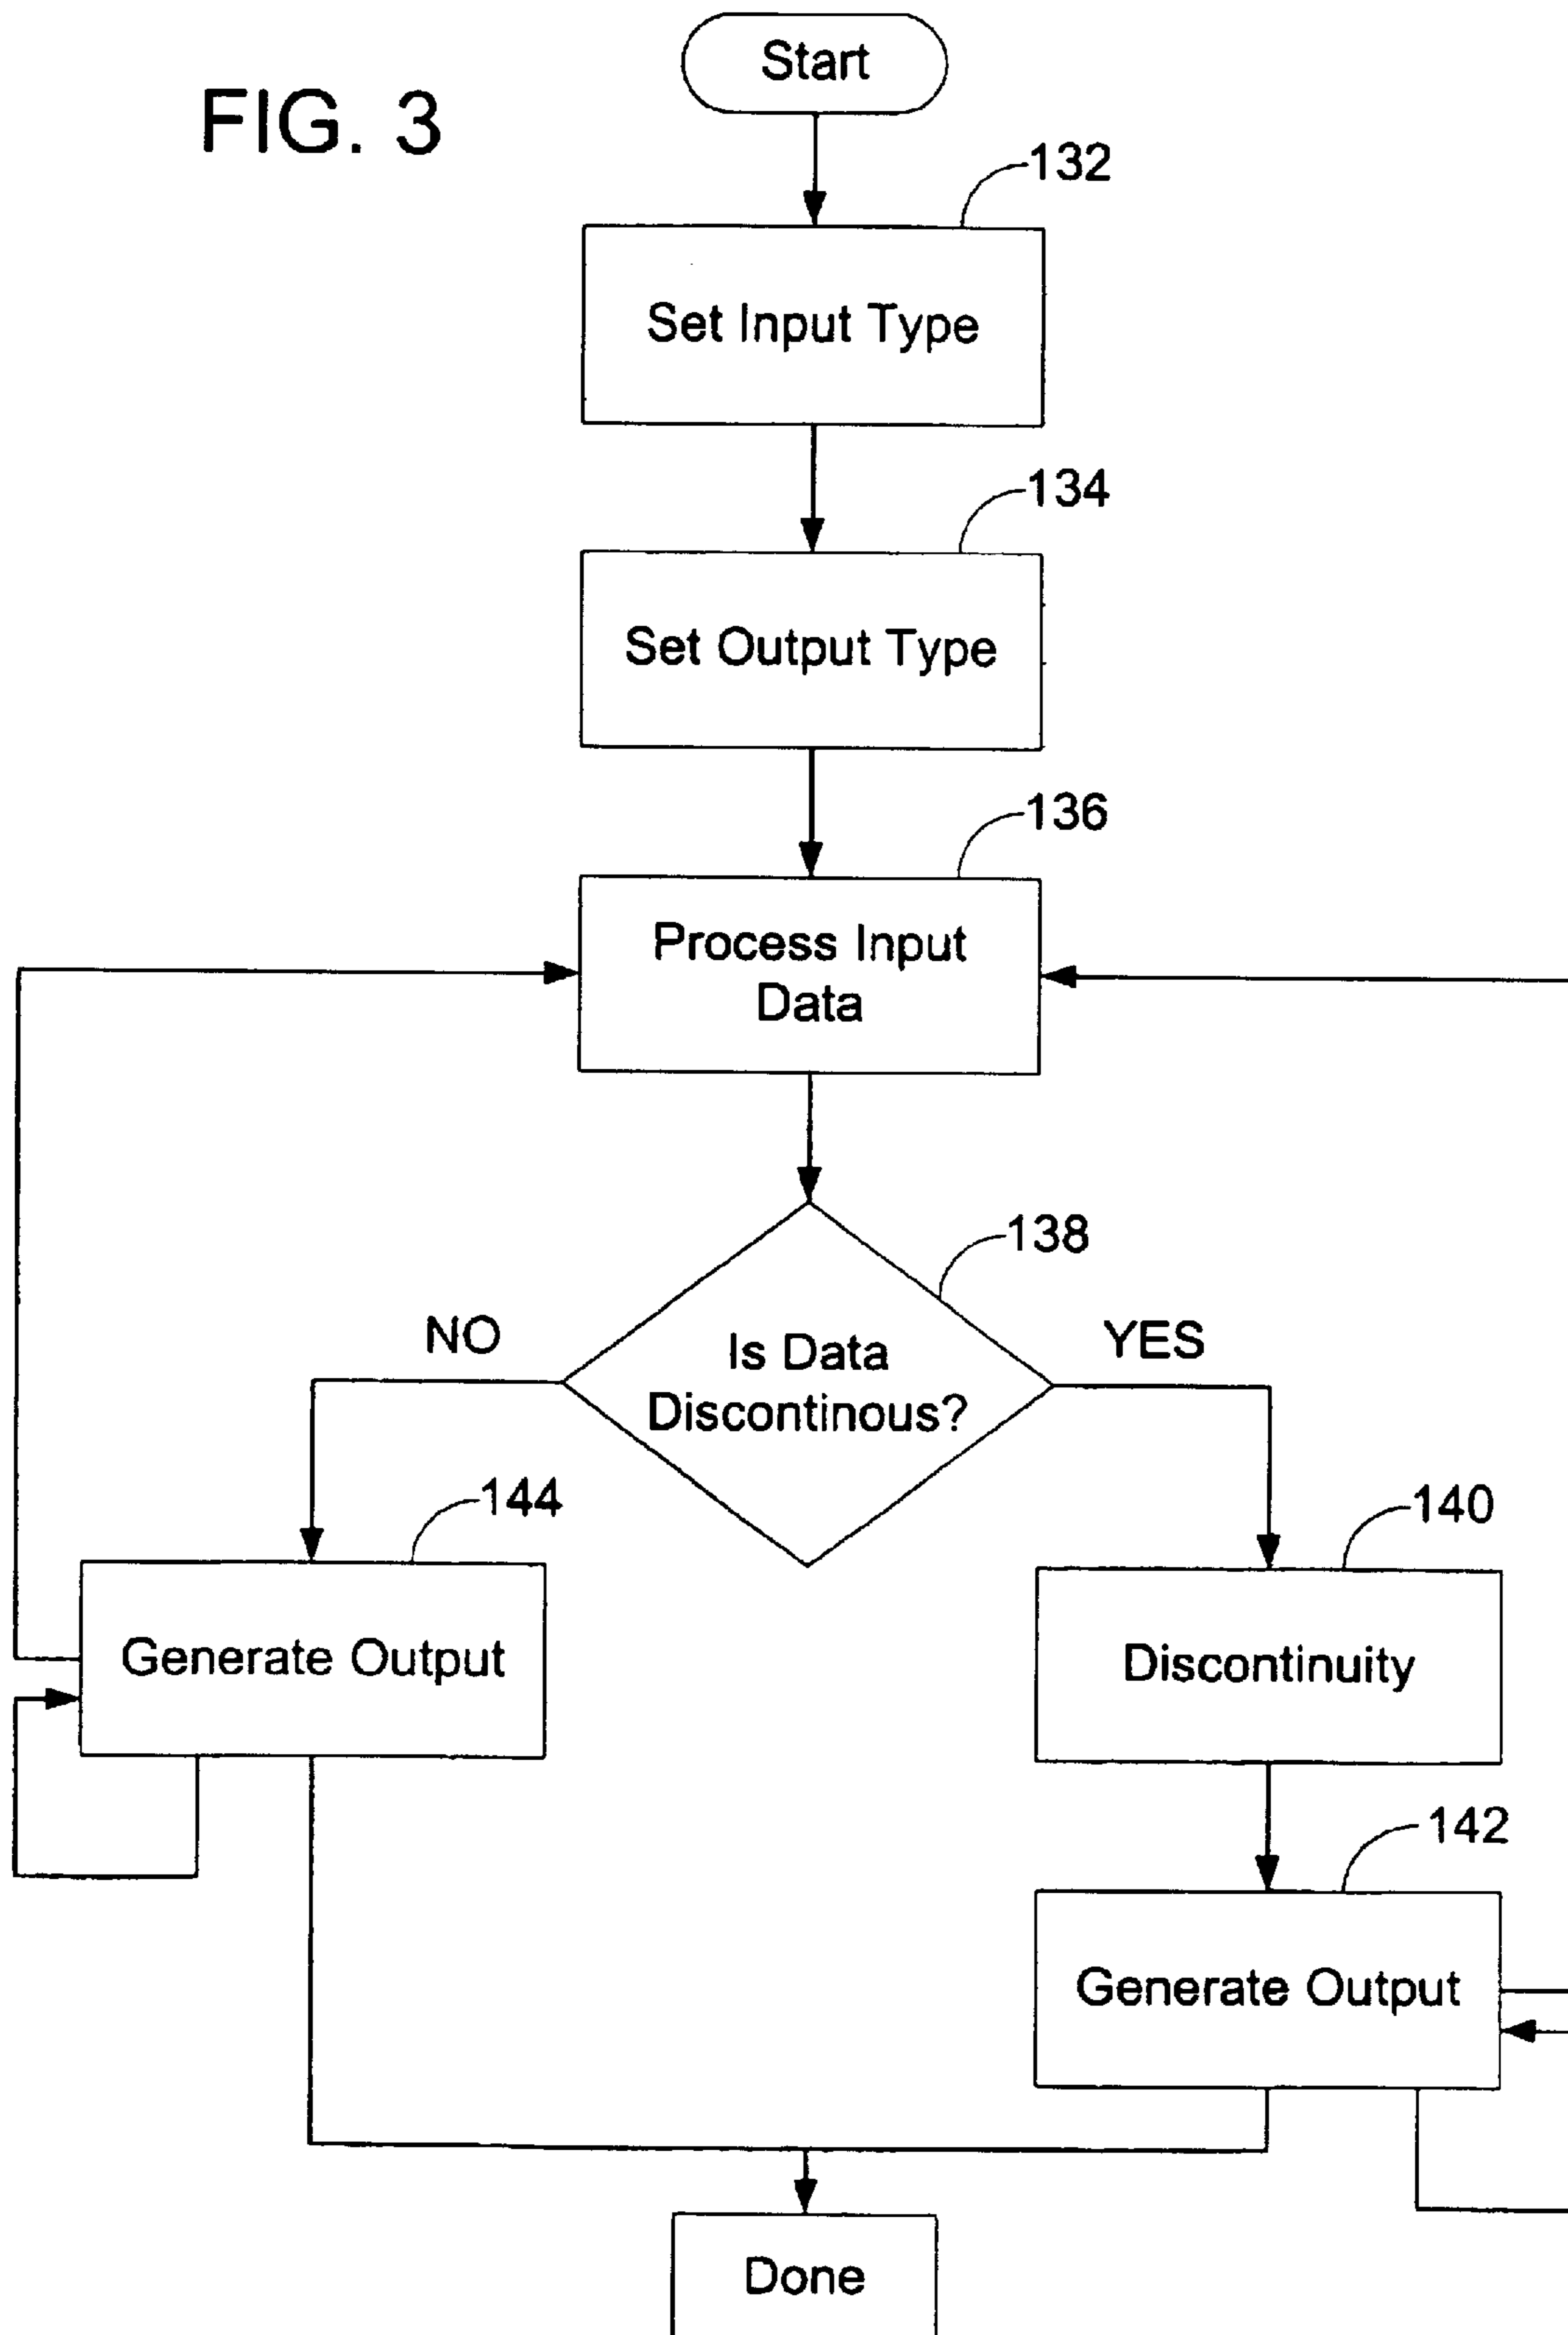 FIG. 3
Start
132
Set Input Type
134
Set Output Type
136
Process Input
Data
138
NO
Is Data
Discontinous?
YES
144
Generate Output
140
Discontinuity
142
Generate Output
Done